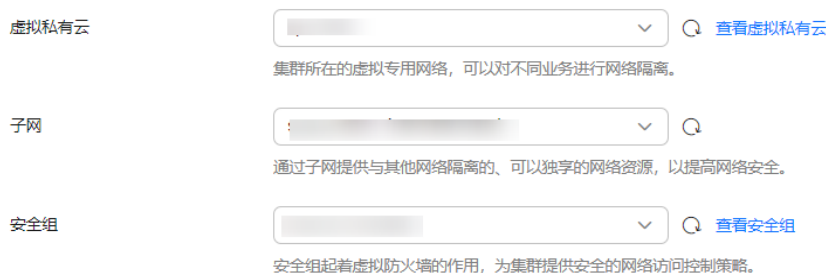 虚拟私有云
查看虚拟私有云
集群所在的虚拟专用网络，可以对不同业务进行网络隔离。
子网
通过子网提供与其他网络隔离的、可以独享的网络资源，以提高网络安全。
安全组
查看安全组
安全组起着虚拟防火墙的作用，为集群提供安全的网络访问控制策略。